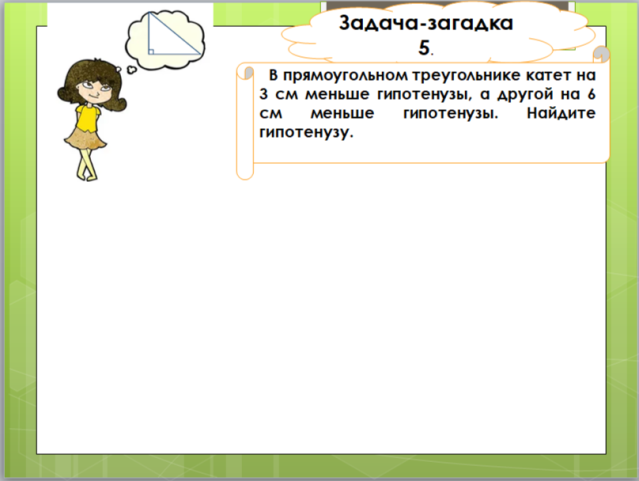 Задача-загадка
5.
В прямоугольном треугольнике катет на
3 см меньше гипотенузы, а другой на 6
см меньше гипотенузы. Найдите
гипотенузу.